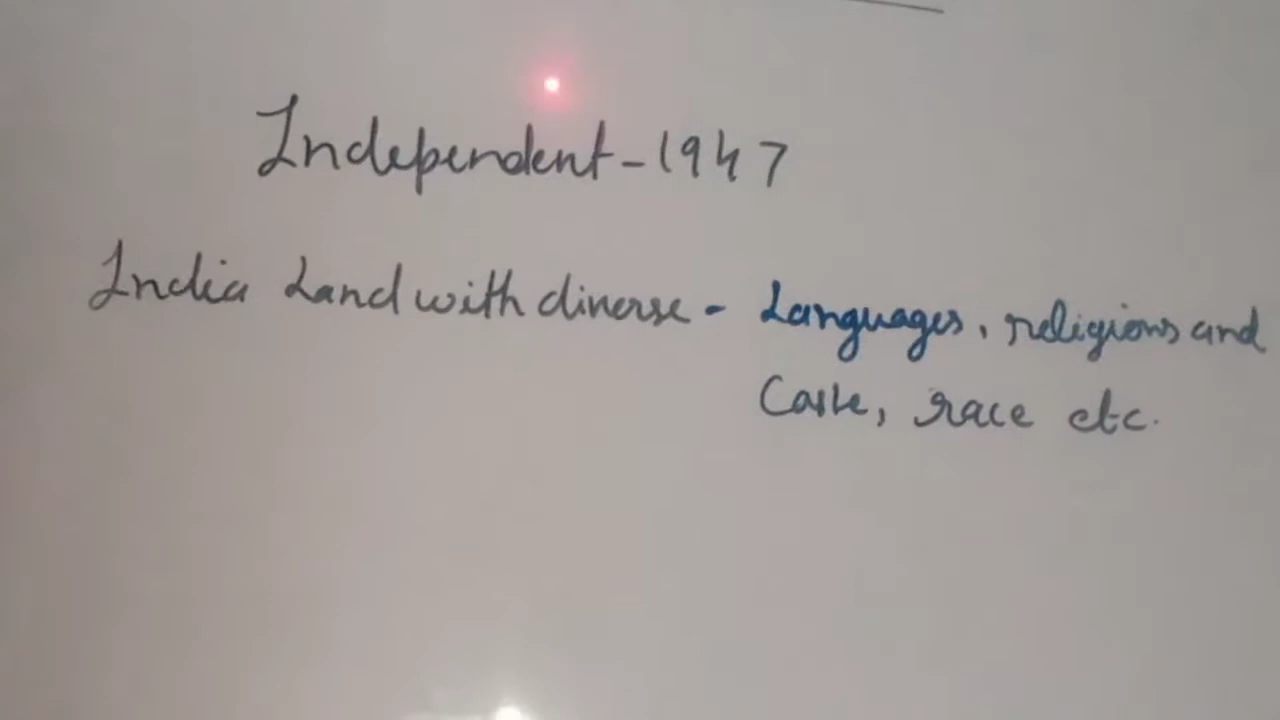 Independent - 1947
India Land with diverse - Languages, religions and
Caste, race etc.